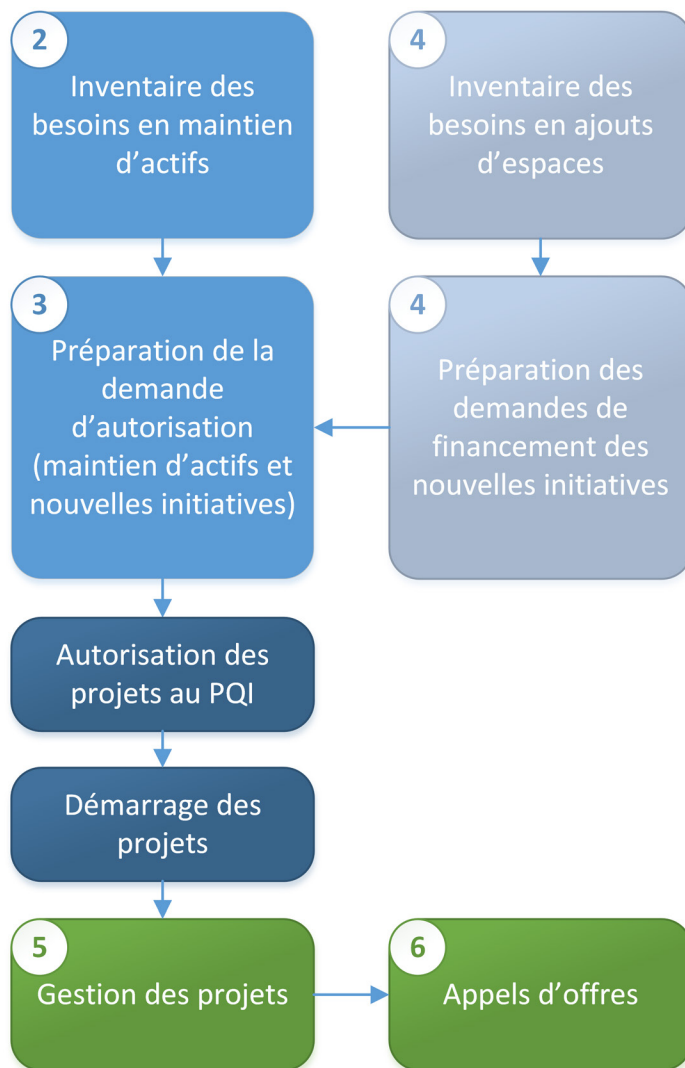 2
Inventaire des
besoins en maintien
d’actifs
4
Inventaire des
besoins en ajouts
d’espaces
3
Préparation de la
demande
d’autorisation
(maintien d’actifs et
nouvelles initiatives)
4
Préparation des
demandes de
financement des
nouvelles initiatives
Autorisation des
projets au PQI
Démarrage des
projets
5
Gestion des projets
6
Appels d’offres